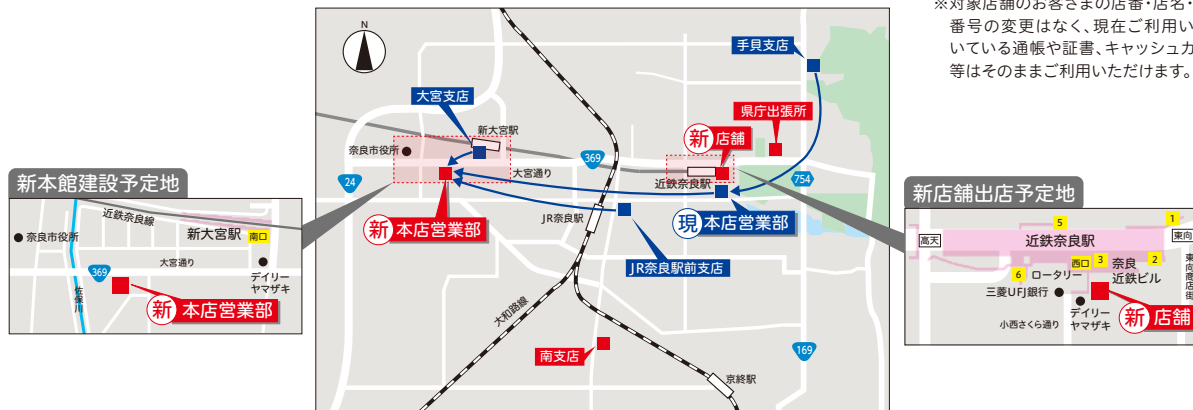 ※対象店舗のお客さまの店番・店名・
番号の変更はなく、現在ご利用い
いている通帳や証書、キャッシュカ
等はそのままご利用いただけます。
N
手貝支店
大宮支店
県庁出張所
新大宮駅
新 店舗
奈良市役所
369
大宮通り
24
近鉄奈良駅
754
新 本店営業部
JR奈良駅
現 本店営業部
JR奈良駅前支店
大和路線
南支店
169
京終駅
新本館建設予定地
近鉄奈良線
奈良市役所
新大宮駅
南口
大宮通り
369
デイリー
ヤマザキ
佐保川
新 本店営業部
新店舗出店予定地
1
5
高天
近鉄奈良駅
東向
西口
3
奈良
近鉄ビル
2
6
ロータリー
東向商店街
三菱UFJ銀行
デイリー
ヤマザキ
小西さくら通り
新 店舗